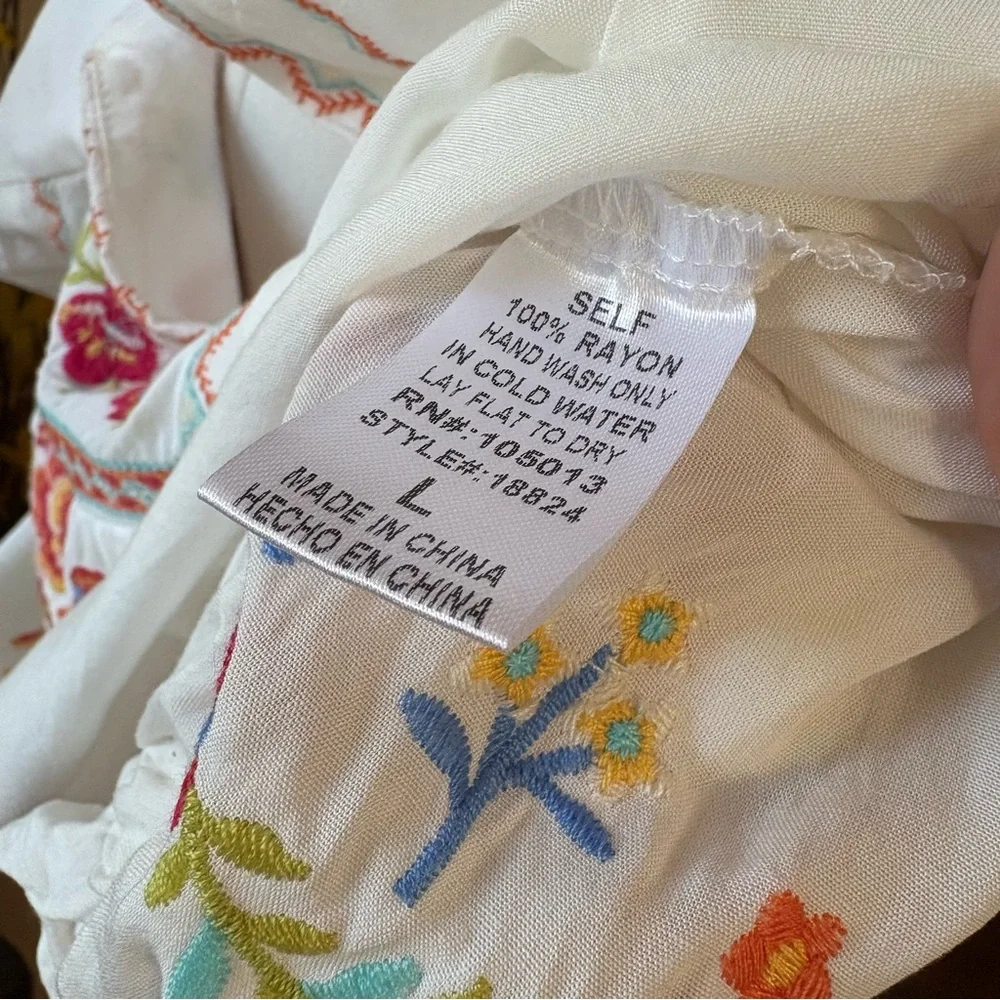 SELF
100% RAYON
HAND WASH ONLY
IN COLD WATER
LAY FLAT TO DRY
RN#:105013
STYLE#:18824
L
MADE IN CHINA
HECHO EN CHINA